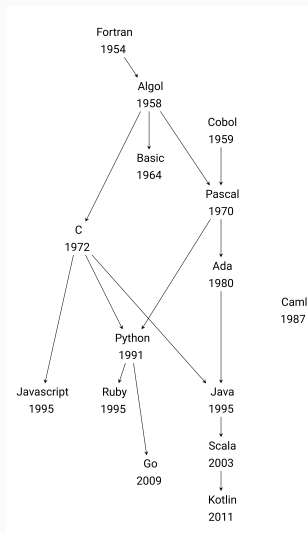 Fortran
1954
Algol
1958
Cobol
1959
Basic
1964
Pascal
1970
C
1972
Ada
1980
Caml
1987
Python
1991
Javascript
1995
Ruby
1995
Java
1995
Scala
2003
Go
2009
Kotlin
2011